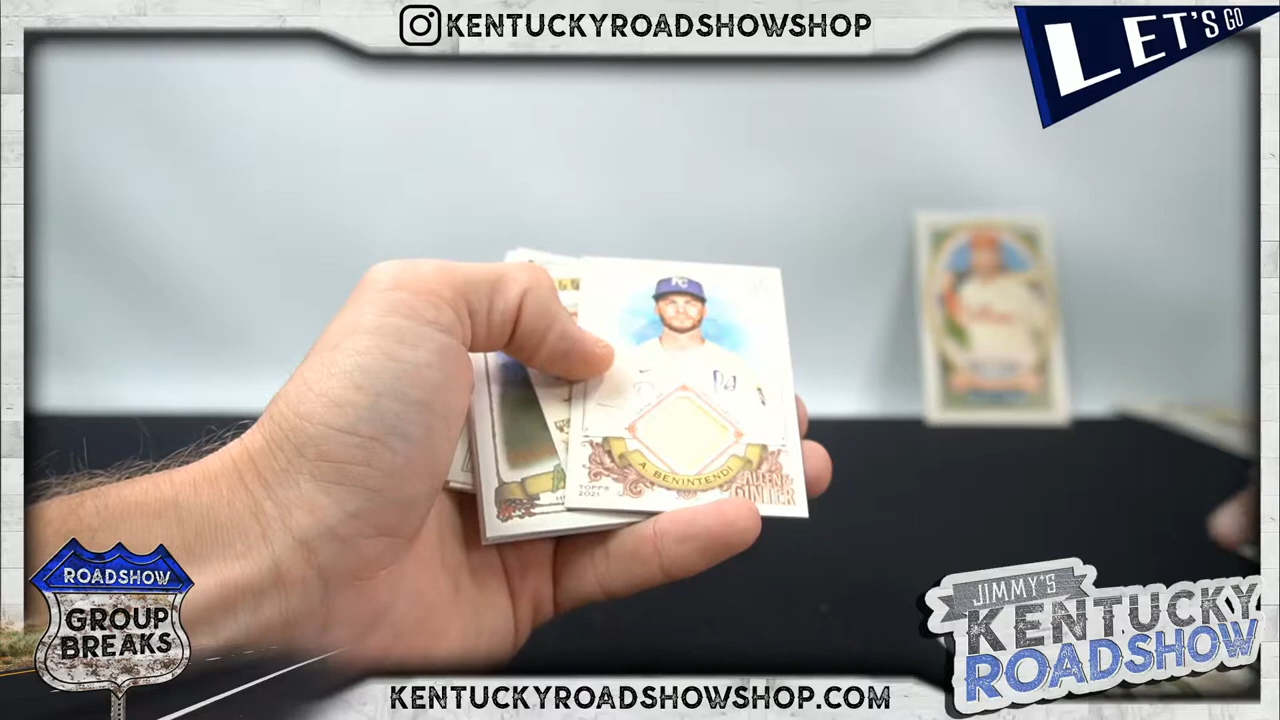 KENTUCKYROADSHOWSHOP
LET'S GO
KC
A. BENINTENDI
TOPPS
2021
ALLEN &
GINTER
ROADSHOW
GROUP
BREAKS
JIMMY'S
KENTUCKY
ROADSHOW
KENTUCKYROADSHOWSHOP.COM